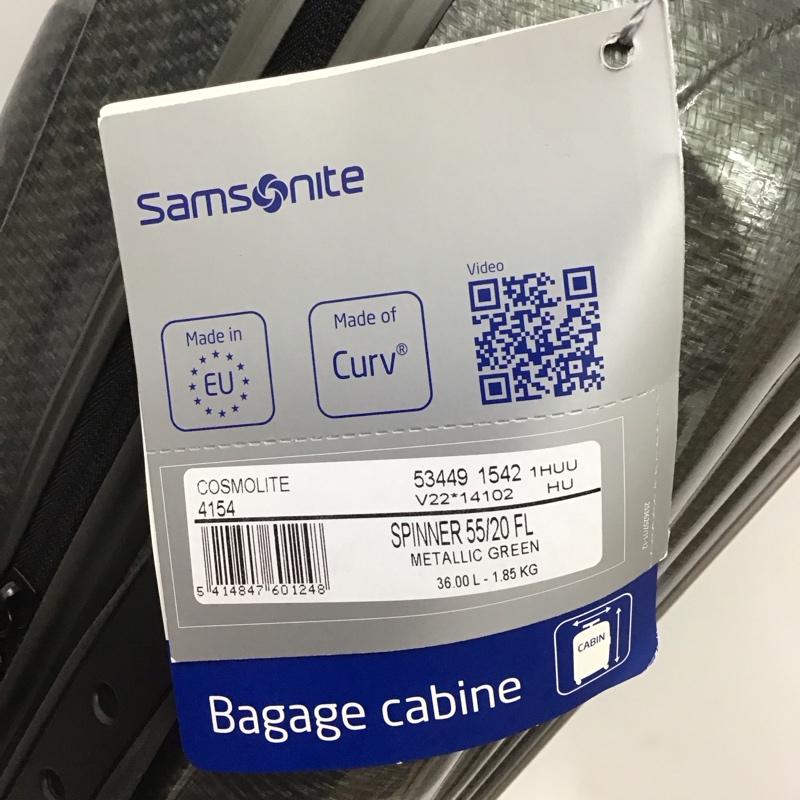 Samsonite
Video
Made in
EU
Made of
Curv®
COSMOLITE 53449 1542 1HUU
4154 V22*14102 HU
SPINNER 55/20 FL
METALLIC GREEN
36.00 L - 1.85 KG
5 414847 601248
CABIN
Bagage cabine